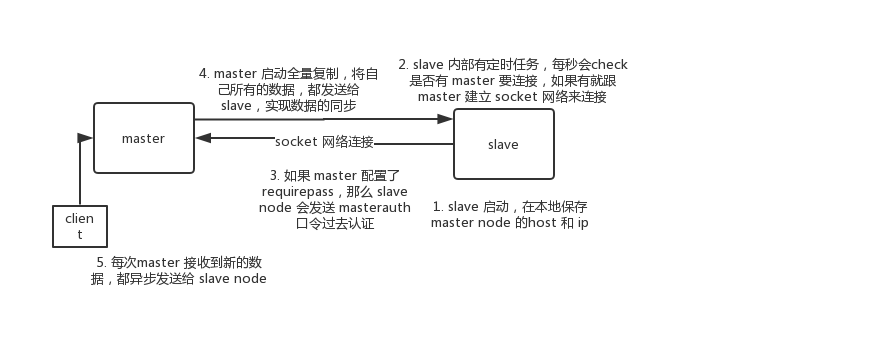 4. master 启动全量复制，将自
己所有的数据，都发送给
slave，实现数据的同步
2. slave 内部有定时任务，每秒会check
是否有 master 要连接，如果有就跟
master 建立 socket 网络来连接
master
socket 网络连接
slave
3. 如果 master 配置了
requirepass，那么 slave
node 会发送 masterauth
口令过去认证
1. slave 启动，在本地保存
master node 的host 和 ip
clien
t
5. 每次master 接收到新的数
据，都异步发送给 slave node